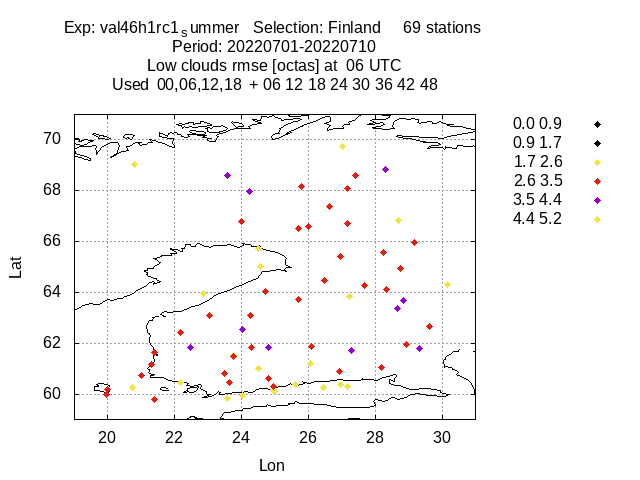 Exp: val46h1rc1summer Selection: Finland 69 stations
Period: 20220701-20220710
Low clouds rmse [octas] at 06 UTC
Used 00,06,12,18 + 06 12 18 24 30 36 42 48
0.0 0.9
0.9 1.7
1.7 2.6
2.6 3.5
3.5 4.4
4.4 5.2
70
68
66
64
62
60
Lat
20 22 24 26 28 30
Lon